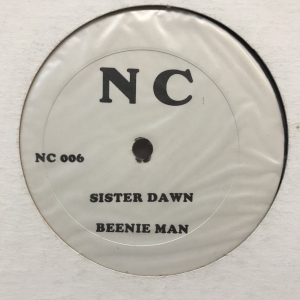 N C
NC 006
SISTER DAWN
BEENIE MAN